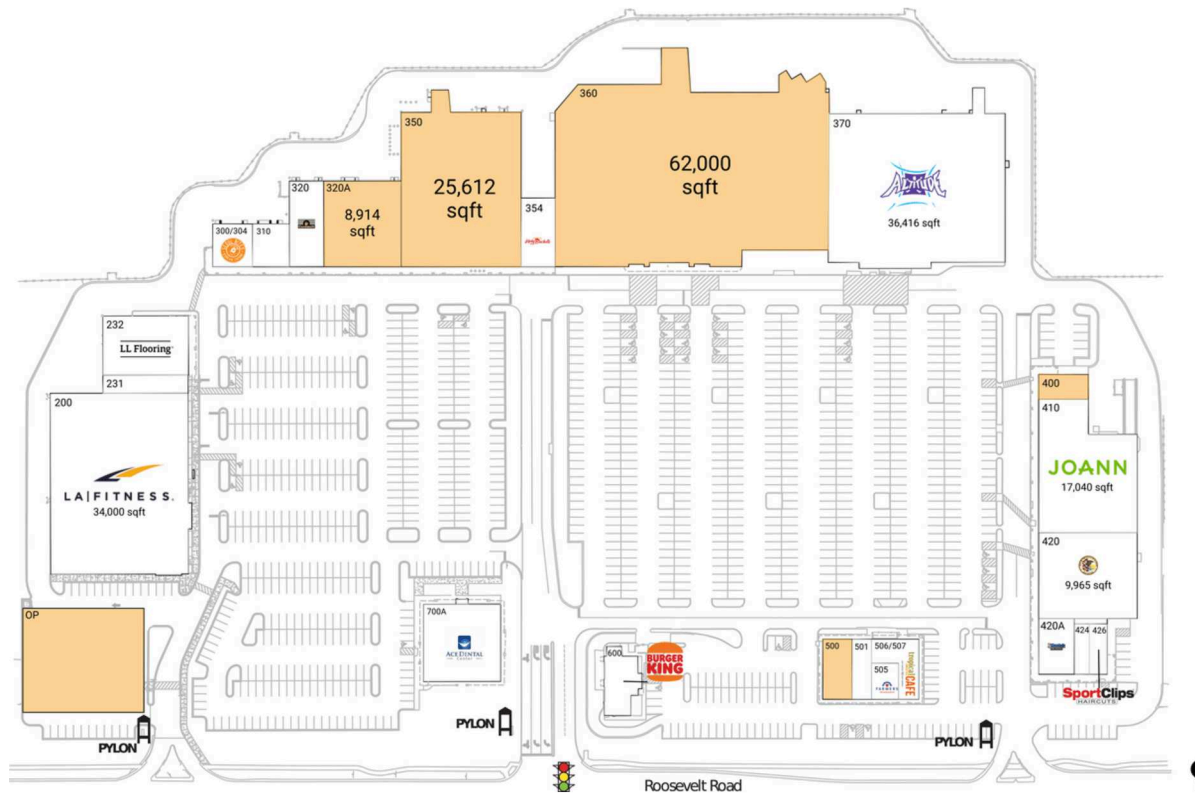 360
350
370
62,000
sqft
25,612
sqft
Altitude
36,416 sqft
320
320A
8,914
sqft
354
300/304
310
232
LL Flooring
231
200
LA|FITNESS.
34,000 sqft
400
410
JOANN
17,040 sqft
420
9,965 sqft
420A
424
426
SportClips
HAIRCUTS
OP
700A
ACE DENTAL
600
BURGER
KING
500
501
506/507
505
FARMERS
tropical CAFE
PYLON
PYLON
PYLON
Roosevelt Road